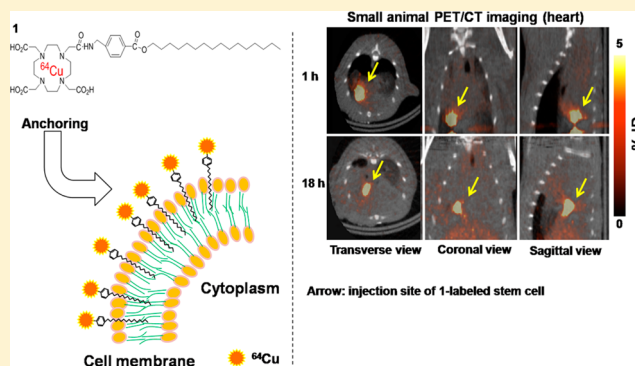 1
HO₂C
O
CNHN
C
O
N
N
64Cu
N
N
HO₂C
CO₂H
Anchoring
Cytoplasm
Cell membrane
64Cu
Small animal PET/CT imaging (heart)
1 h
18 h
Transverse view
Coronal view
Sagittal view
5
0
Arrow: injection site of 1-labeled stem cell